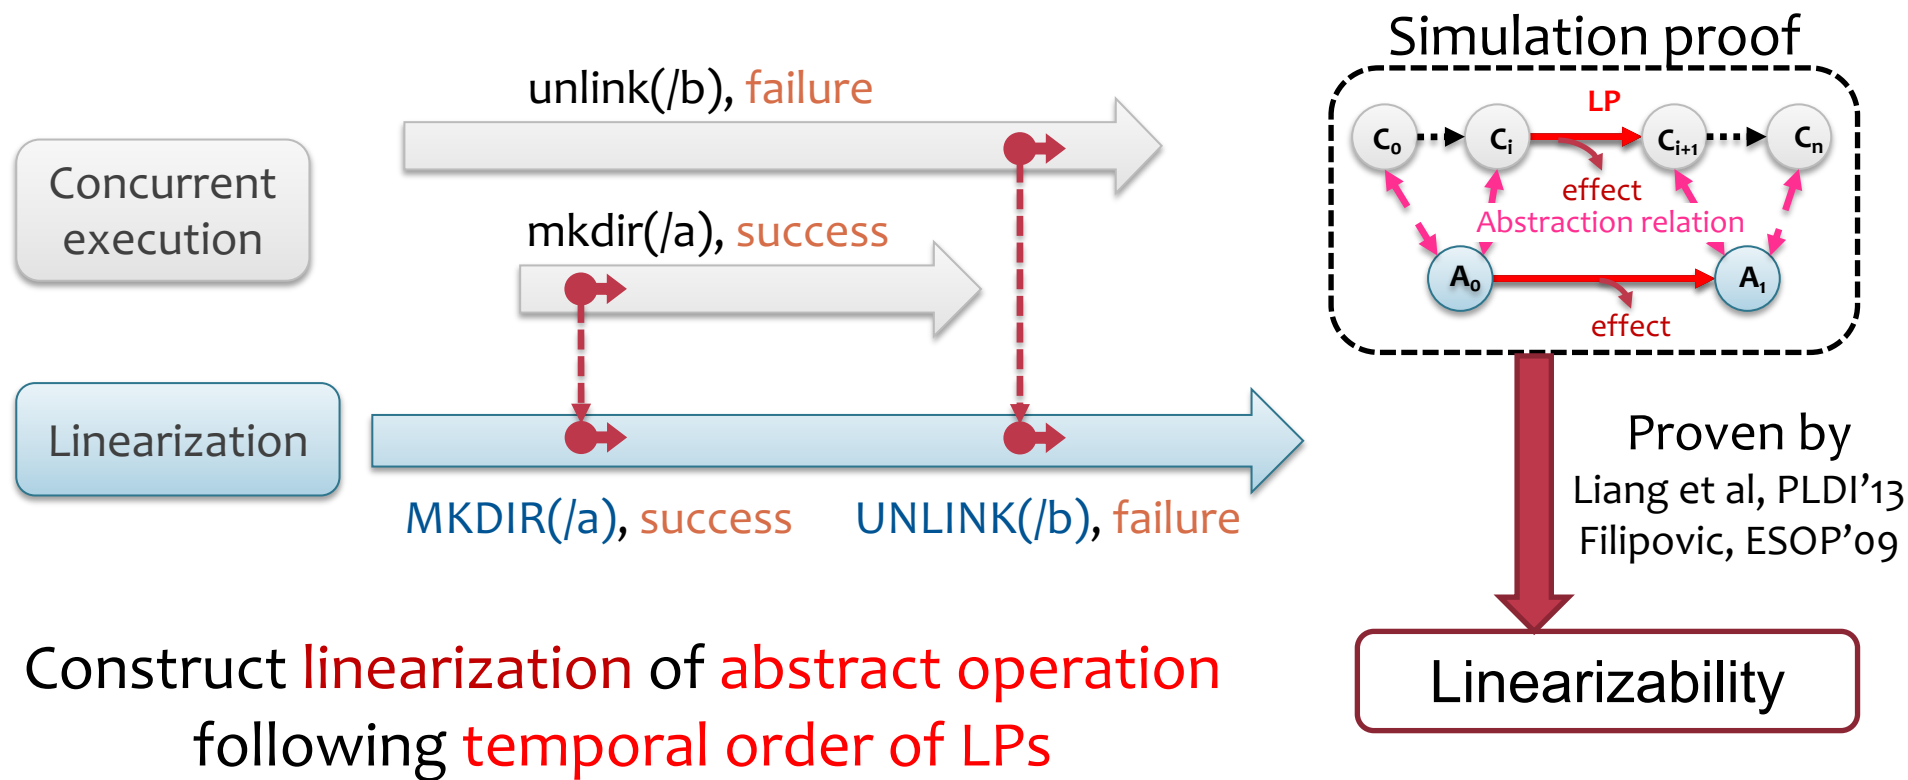 Simulation proof
unlink(/b), failure
LP
C₀
Cᵢ
Cᵢ₊₁
Cₙ
Concurrent
execution
effect
mkdir(/a), success
Abstraction relation
A₀
A₁
effect
Linearization
MKDIR(/a), success
UNLINK(/b), failure
Proven by
Liang et al, PLDI’13
Filipovic, ESOP’09
Construct linearization of abstract operation
following temporal order of LPs
Linearizability